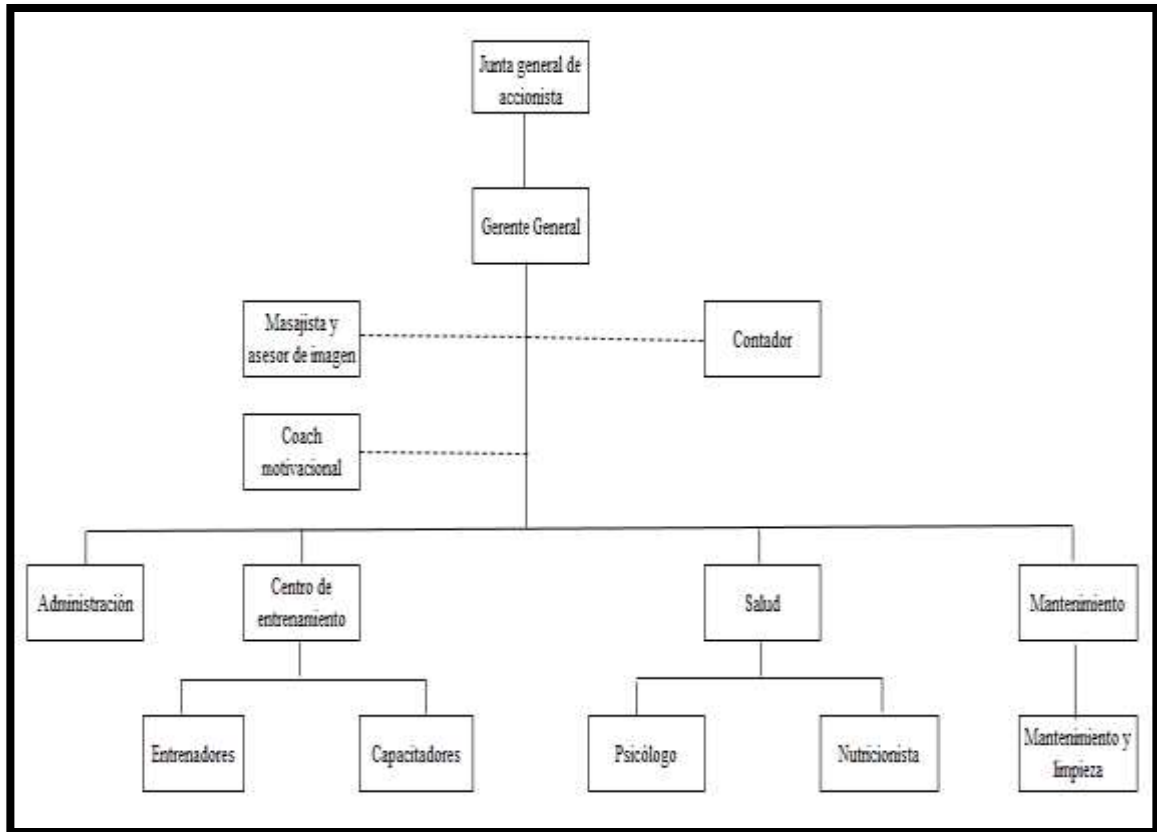 Junta general de
accionista
Gerente General
Masajista y
asesor de imagen
Contador
Coach
motivacional
Administración
Centro de
entrenamiento
Salud
Mantenimiento
Entrenadores
Capacitadores
Psicólogo
Nutricionista
Mantenimiento y
limpieza